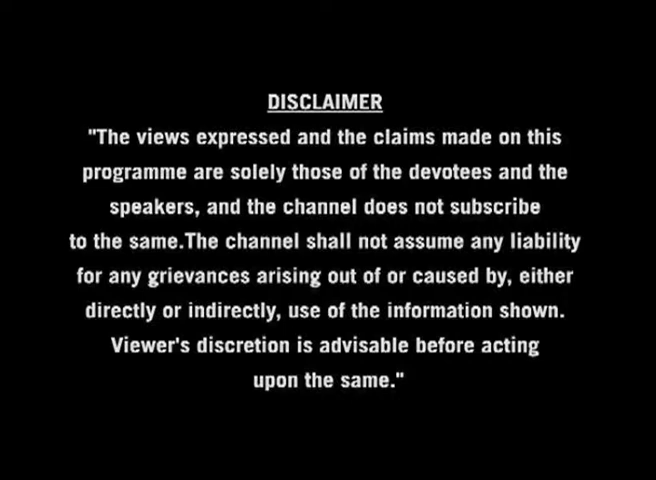 DISCLAIMER
"The views expressed and the claims made on this
programme are solely those of the devotees and the
speakers, and the channel does not subscribe
to the same.The channel shall not assume any liability
for any grievances arising out of or caused by, either
directly or indirectly, use of the information shown.
Viewer's discretion is advisable before acting
upon the same."